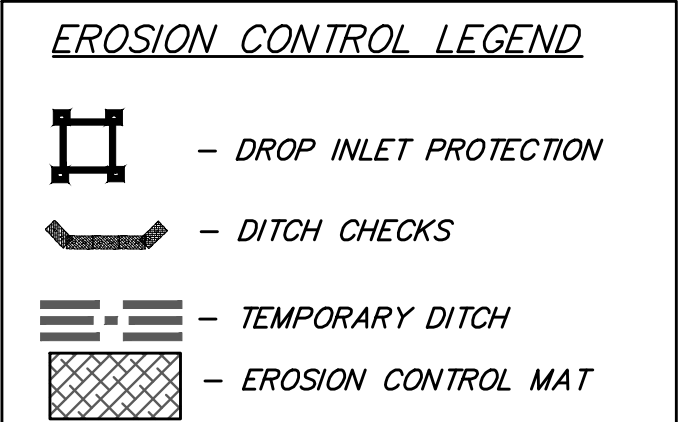 EROSION CONTROL LEGEND
- DROP INLET PROTECTION
- DITCH CHECKS
- TEMPORARY DITCH
- EROSION CONTROL MAT